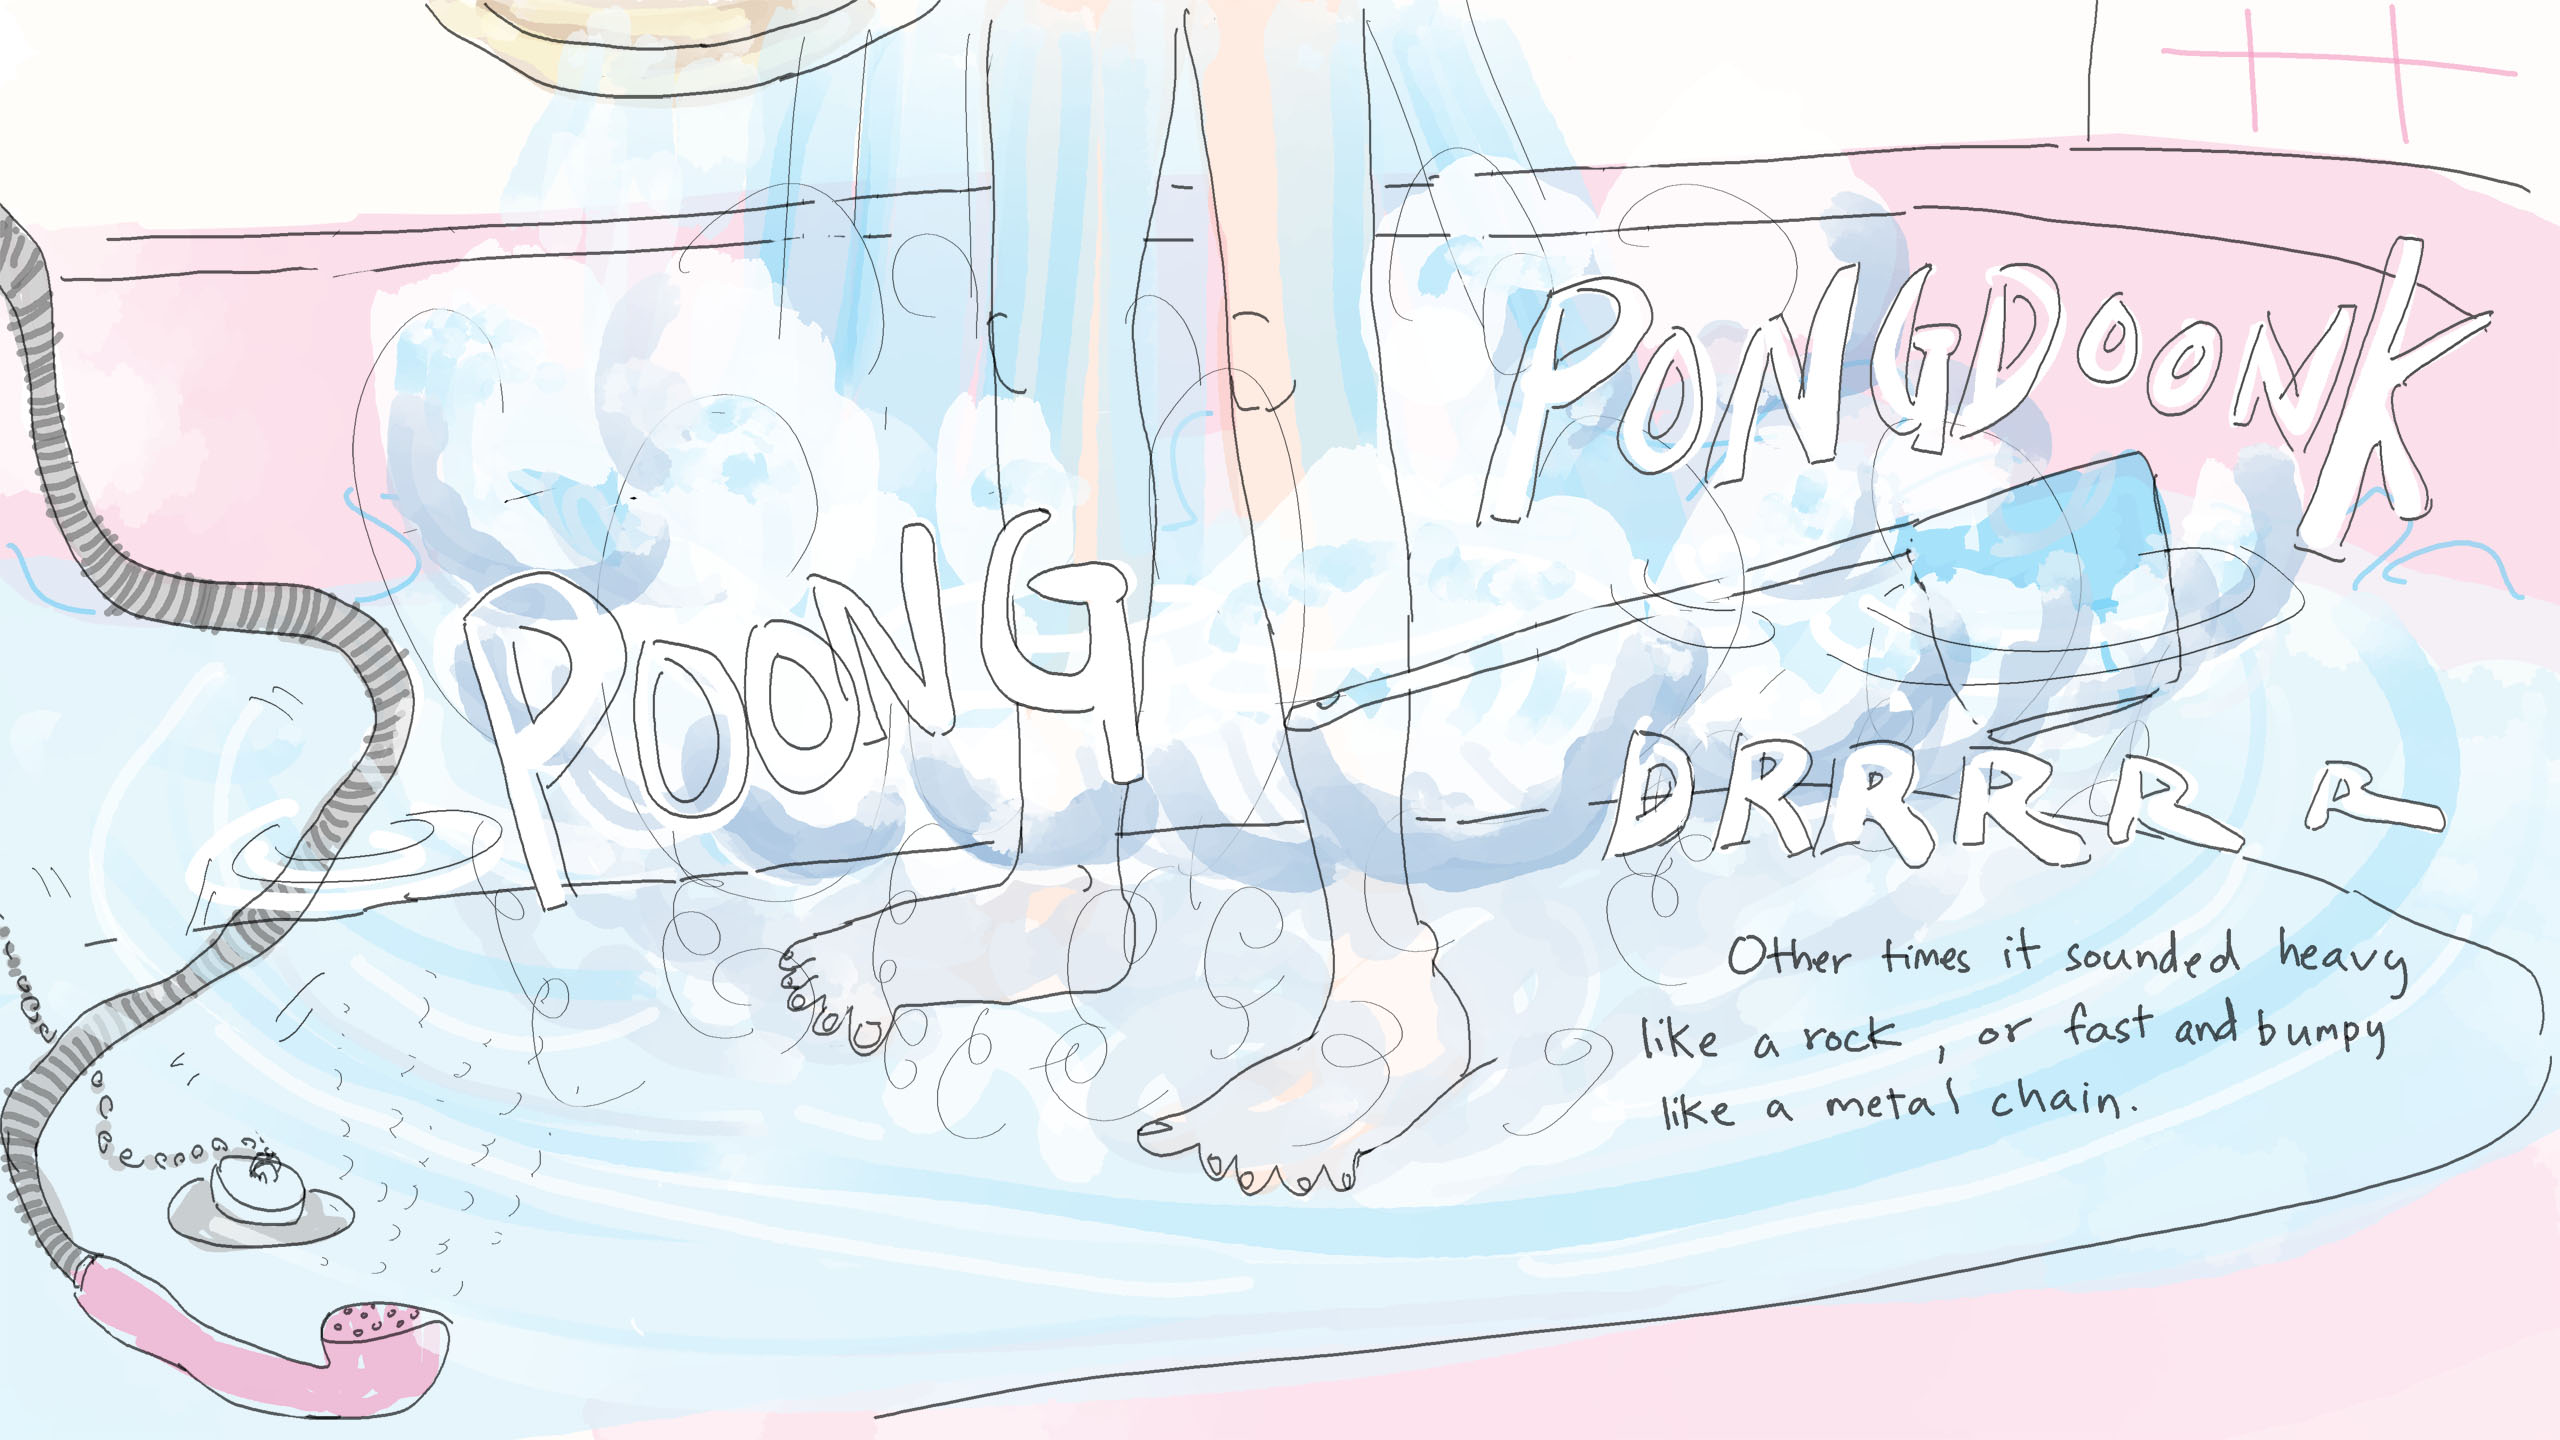 PONGDOONK
POONG
DRRRRR
Other times it sounded heavy
like a rock, or fast and bumpy
like a metal chain.